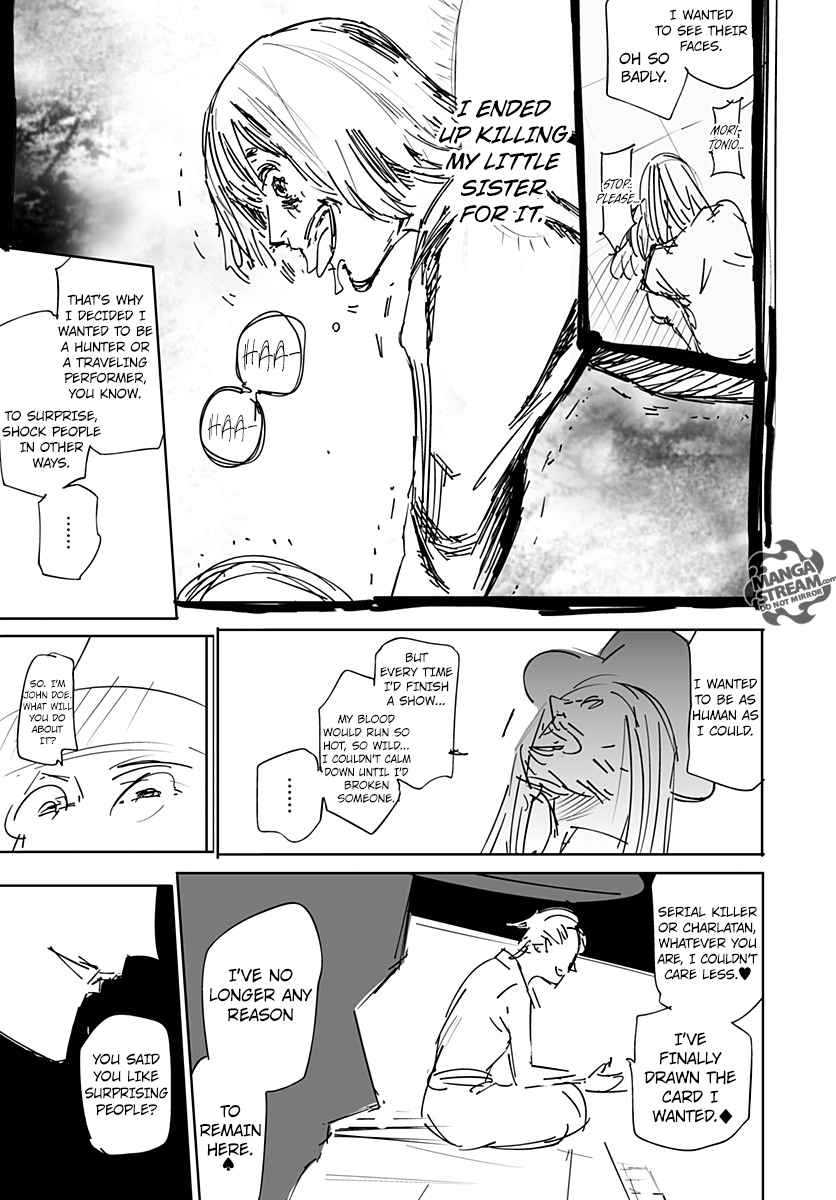 I WANTED
TO SEE THEIR
FACES.
OH SO
BADLY.
MORI-
TONIO...
STOP.
PLEASE...
I ENDED
UP KILLING
MY LITTLE
SISTER
FOR IT.
HAA-
HAA-
THAT'S WHY
I DECIDED I
WANTED TO BE
A HUNTER OR
A TRAVELING
PERFORMER,
YOU KNOW.
TO SURPRISE,
SHOCK PEOPLE
IN OTHER
WAYS.
......
MANGA
STREAM.com
DO NOT MIRROR
I WANTED
TO BE AS
HUMAN AS
I COULD.
BUT
EVERY TIME
I'D FINISH
A SHOW...
MY BLOOD
WOULD RUN SO
HOT, SO WILD...
I COULDN'T CALM
DOWN UNTIL I'D
BROKEN
SOMEONE.
......
SO. I'M
JOHN DOE.
WHAT WILL
YOU DO
ABOUT
IT?
SERIAL KILLER
OR CHARLATAN,
WHATEVER YOU
ARE, I COULDN'T
CARE LESS.♥
I'VE
FINALLY
DRAWN THE
CARD I
WANTED.◆
I'VE NO
LONGER ANY
REASON
TO
REMAIN
HERE.
♠
YOU SAID
YOU LIKE
SURPRISING
PEOPLE?